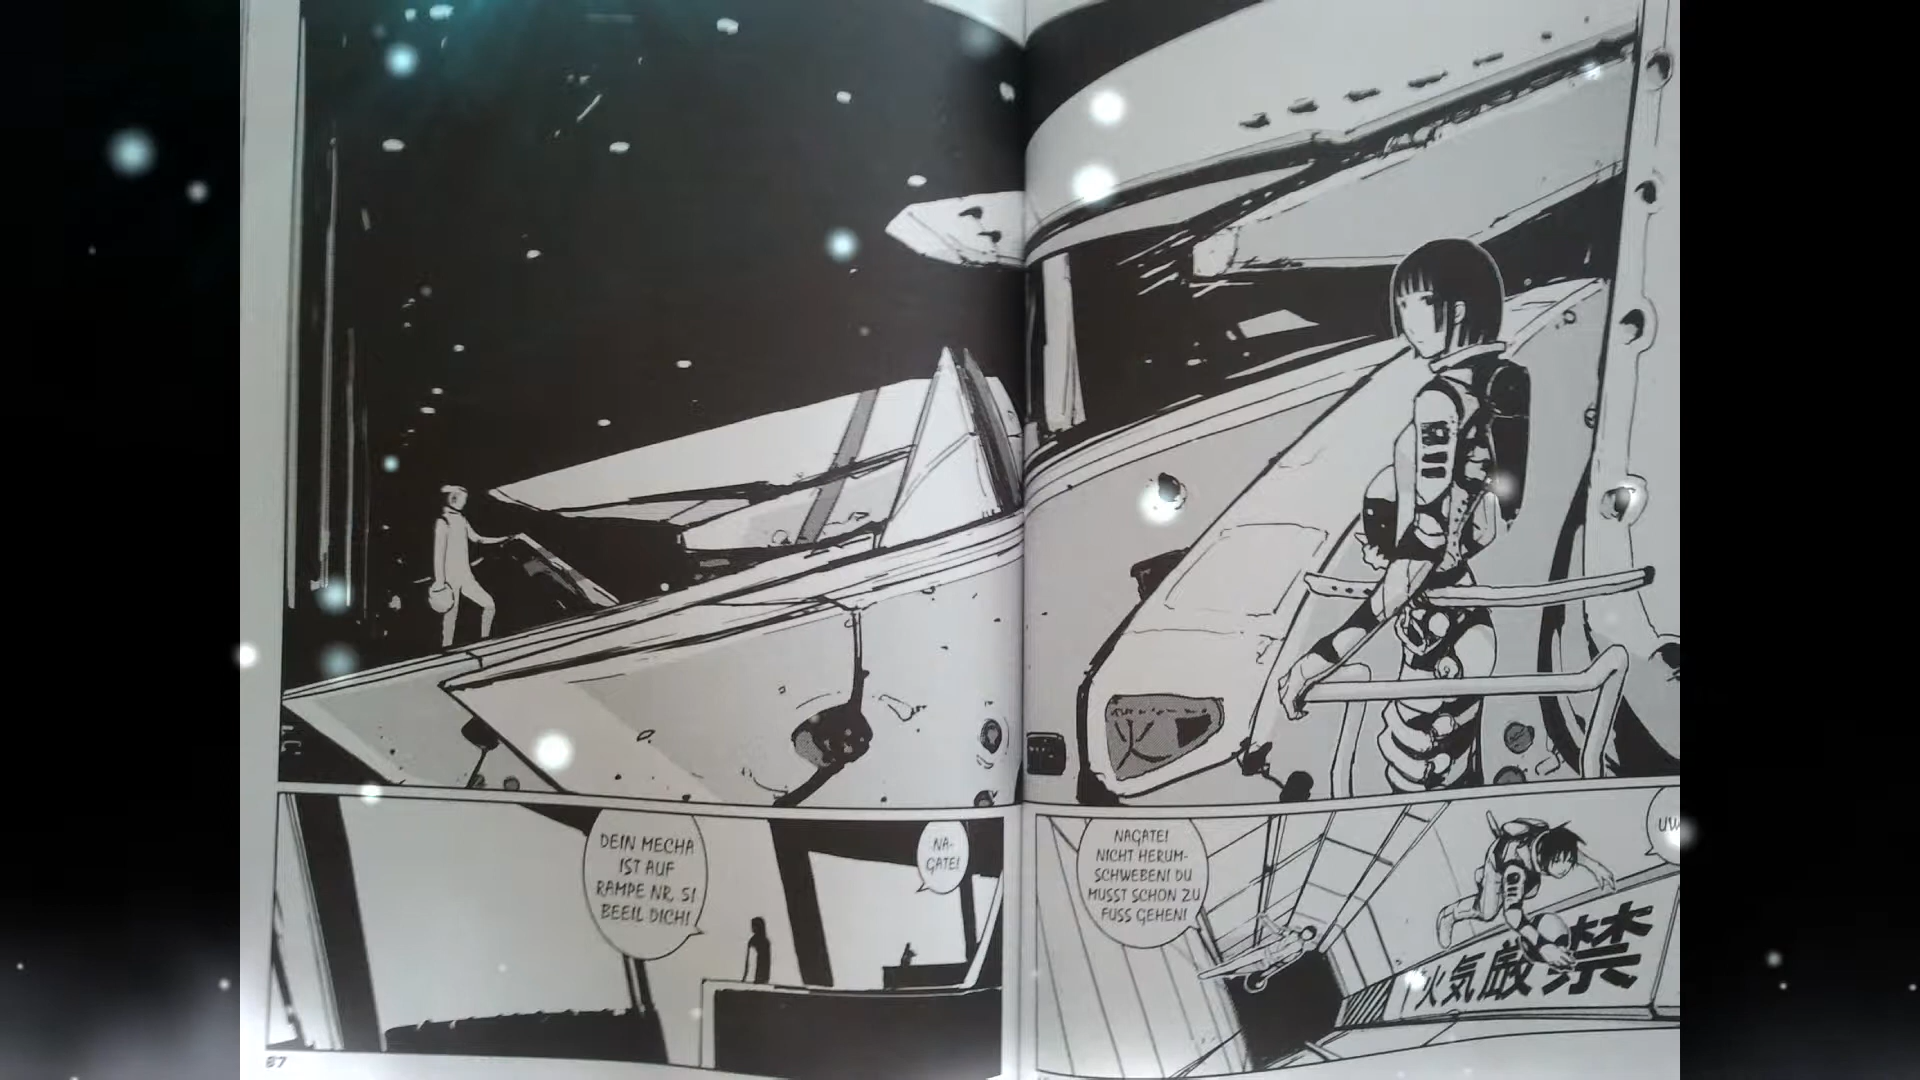 UW
NAGATE!
NICHT HERUM-
SCHWEBEN! DU
MUSST SCHON ZU
FUSS GEHEN!
火気厳禁
NA-
GATE!
DEIN MECHA
IST AUF
RAMPE NR. 5!
BEEIL DICH!
87